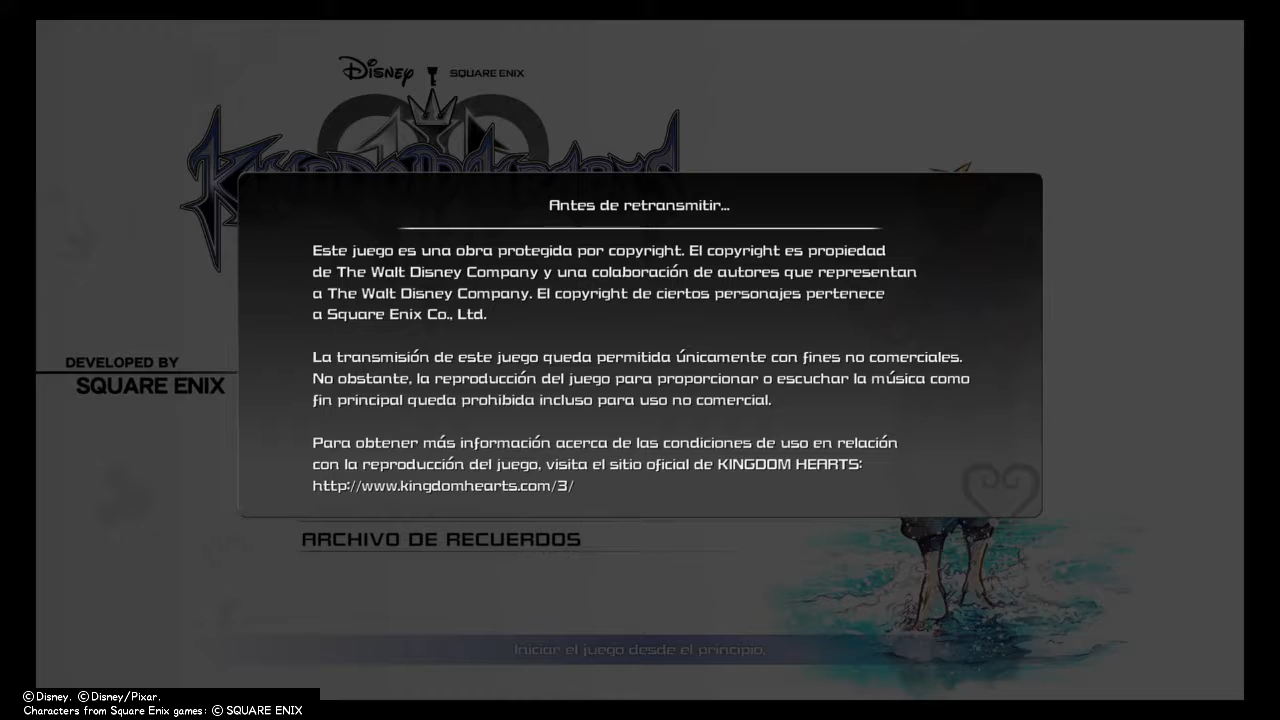 Disney
SQUARE ENIX
KINGDOM HEARTS
Antes de retransmitir...
Este juego es una obra protegida por copyright. El copyright es propiedad
de The Walt Disney Company y una colaboración de autores que representan
a The Walt Disney Company. El copyright de ciertos personajes pertenece
a Square Enix Co., Ltd.
La transmisión de este juego queda permitida únicamente con fines no comerciales.
No obstante, la reproducción del juego para proporcionar o escuchar la música como
fin principal queda prohibida incluso para uso no comercial.
Para obtener más información acerca de las condiciones de uso en relación
con la reproducción del juego, visita el sitio oficial de KINGDOM HEARTS:
http://www.kingdomhearts.com/3/
DEVELOPED BY
SQUARE ENIX
ARCHIVO DE RECUERDOS
Iniciar el juego desde el principio.
©Disney. ©Disney/Pixar.
Characters from Square Enix games: © SQUARE ENIX